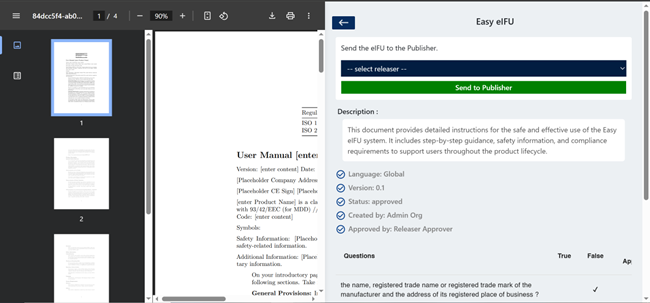 84dcc5f4-ab0...
1 / 4
90%
1
2
Regul
ISO 1
ISO 2
User Manual [ente
Version: [enter content] Date:
[Placeholder Company Address
[Placeholder CE Sign] [Placeho
[enter Product Name] is a cla
with 93/42/EEC (for MDD) /
Code: [enter content]
Symbols:
Safety Information: [Placeho
safety-related information.
Additional Information: [Place
tary information.
On your introductory pag
following sections. Take
General Provisions: I
Easy eIFU
Send the eIFU to the Publisher.
-- select releaser --
Send to Publisher
Description :
This document provides detailed instructions for the safe and effective use of the Easy
eIFU system. It includes step-by-step guidance, safety information, and compliance
requirements to support users throughout the product lifecycle.
Language: Global
Version: 0.1
Status: approved
Created by: Admin Org
Approved by: Releaser Approver
Questions True False
Ap
the name, registered trade name or registered trade mark of the
manufacturer and the address of its registered place of business ?